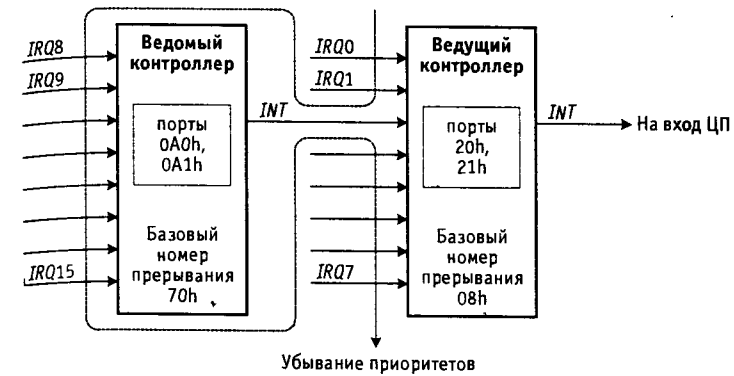 IRQ8
IRQ9
IRQ15
Ведомый
контроллер
порты
0A0h,
0A1h
Базовый
номер
прерывания
70h
INT
IRQ0
IRQ1
IRQ7
Ведущий
контроллер
порты
20h,
21h
Базовый
номер
прерывания
08h
INT
На вход ЦП
Убывание приоритетов